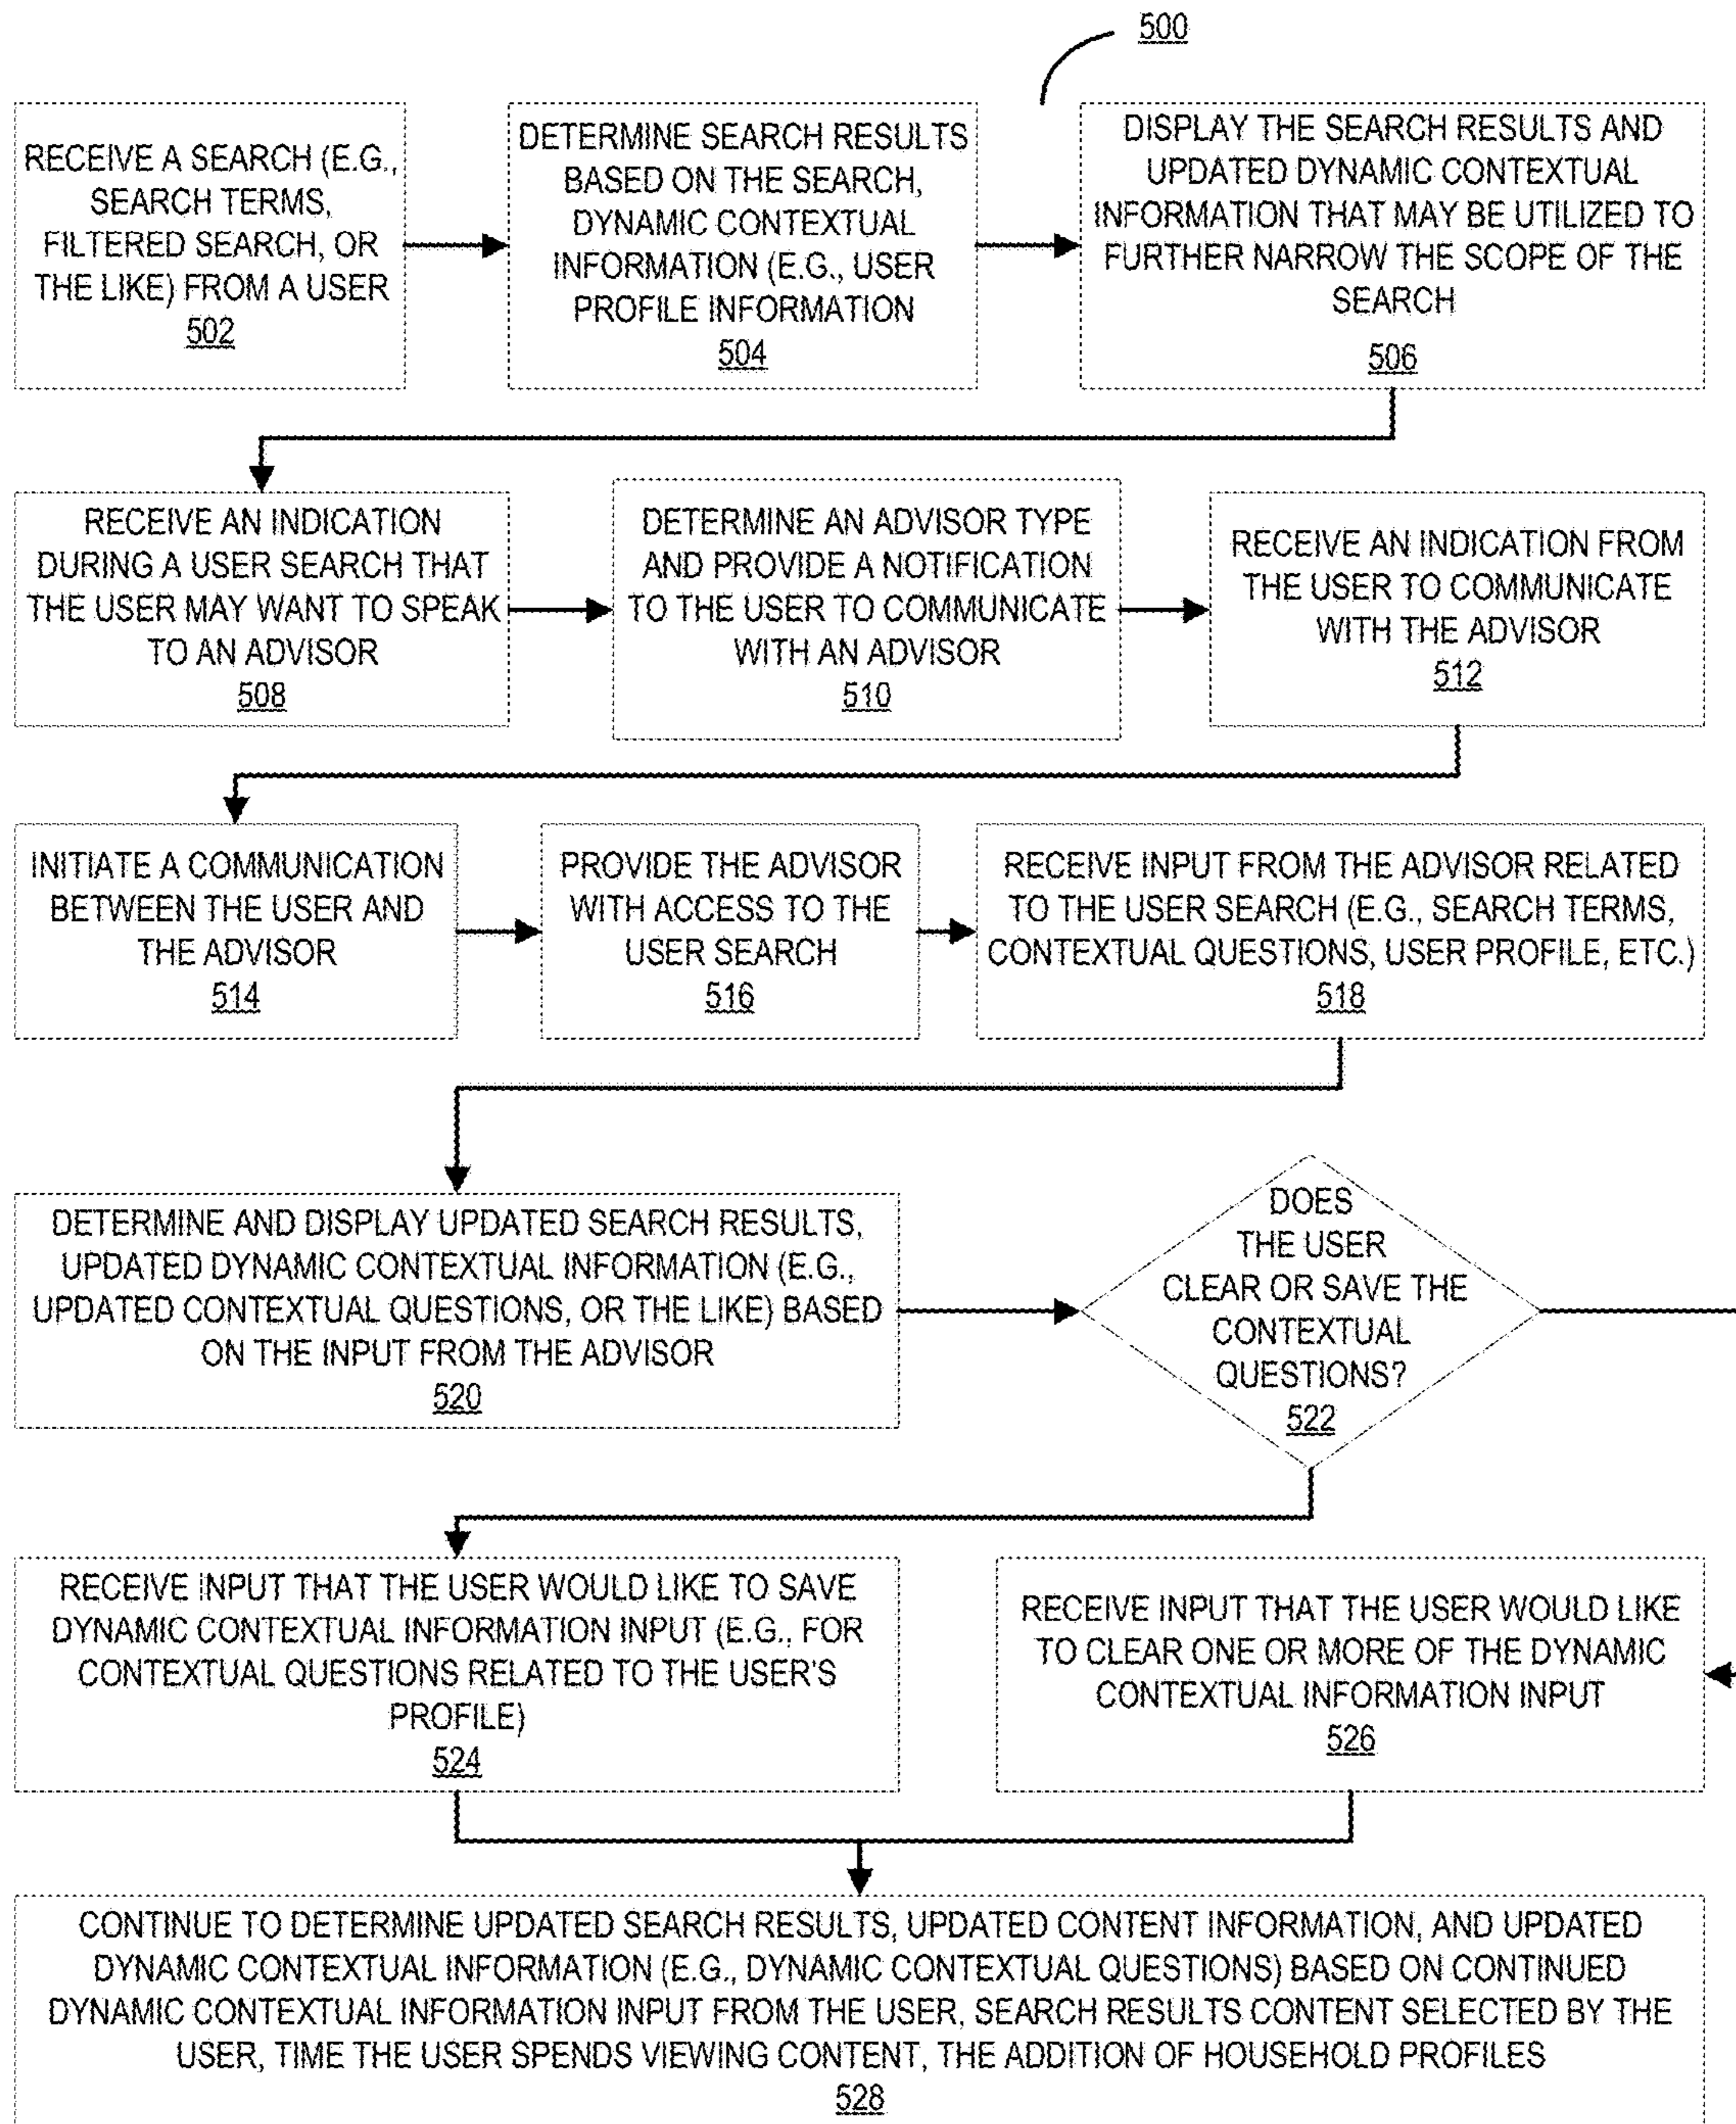 500
RECEIVE A SEARCH (E.G.,
SEARCH TERMS,
FILTERED SEARCH, OR
THE LIKE) FROM A USER
502
DETERMINE SEARCH RESULTS
BASED ON THE SEARCH,
DYNAMIC CONTEXTUAL
INFORMATION (E.G., USER
PROFILE INFORMATION
504
DISPLAY THE SEARCH RESULTS AND
UPDATED DYNAMIC CONTEXTUAL
INFORMATION THAT MAY BE UTILIZED TO
FURTHER NARROW THE SCOPE OF THE
SEARCH
506
RECEIVE AN INDICATION
DURING A USER SEARCH THAT
THE USER MAY WANT TO SPEAK
TO AN ADVISOR
508
DETERMINE AN ADVISOR TYPE
AND PROVIDE A NOTIFICATION
TO THE USER TO COMMUNICATE
WITH AN ADVISOR
510
RECEIVE AN INDICATION FROM
THE USER TO COMMUNICATE
WITH THE ADVISOR
512
INITIATE A COMMUNICATION
BETWEEN THE USER AND
THE ADVISOR
514
PROVIDE THE ADVISOR
WITH ACCESS TO THE
USER SEARCH
516
RECEIVE INPUT FROM THE ADVISOR RELATED
TO THE USER SEARCH (E.G., SEARCH TERMS,
CONTEXTUAL QUESTIONS, USER PROFILE, ETC.)
518
DETERMINE AND DISPLAY UPDATED SEARCH RESULTS,
UPDATED DYNAMIC CONTEXTUAL INFORMATION (E.G.,
UPDATED CONTEXTUAL QUESTIONS, OR THE LIKE) BASED
ON THE INPUT FROM THE ADVISOR
520
DOES
THE USER
CLEAR OR SAVE THE
CONTEXTUAL
QUESTIONS?
522
RECEIVE INPUT THAT THE USER WOULD LIKE TO SAVE
DYNAMIC CONTEXTUAL INFORMATION INPUT (E.G., FOR
CONTEXTUAL QUESTIONS RELATED TO THE USER'S
PROFILE)
524
RECEIVE INPUT THAT THE USER WOULD LIKE
TO CLEAR ONE OR MORE OF THE DYNAMIC
CONTEXTUAL INFORMATION INPUT
526
CONTINUE TO DETERMINE UPDATED SEARCH RESULTS, UPDATED CONTENT INFORMATION, AND UPDATED
DYNAMIC CONTEXTUAL INFORMATION (E.G., DYNAMIC CONTEXTUAL QUESTIONS) BASED ON CONTINUED
DYNAMIC CONTEXTUAL INFORMATION INPUT FROM THE USER, SEARCH RESULTS CONTENT SELECTED BY THE
USER, TIME THE USER SPENDS VIEWING CONTENT, THE ADDITION OF HOUSEHOLD PROFILES
528